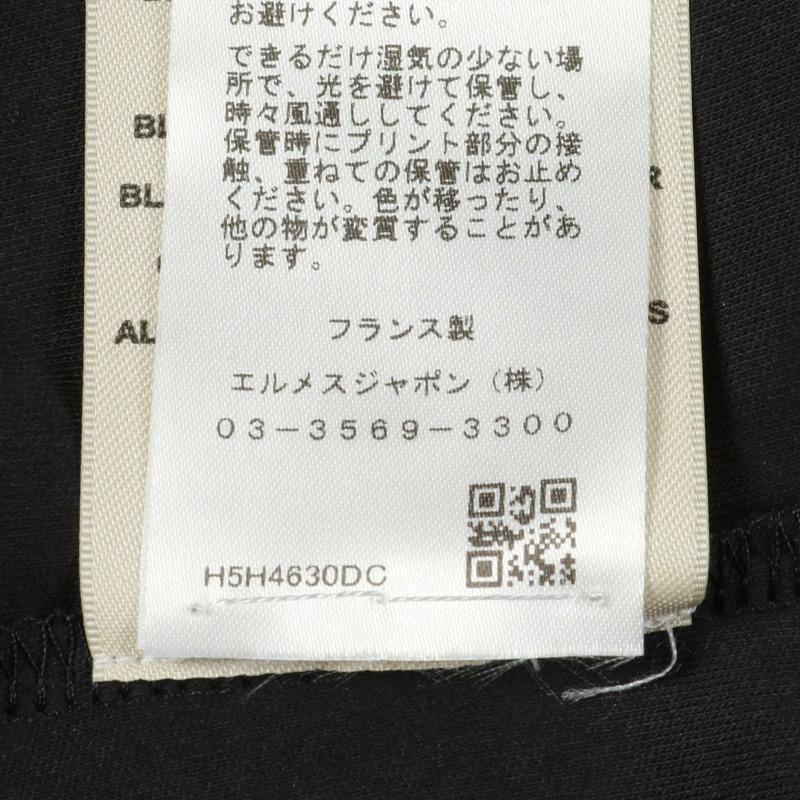 お避けください。
できるだけ湿気の少ない場
所で、光を避けて保管し、
時々風通ししてください。
保管時にプリント部分の接
触、重ねての保管はお止め
ください。色が移ったり、
他の物が変質することがあ
ります。
フランス製
エルメスジャポン（株）
03-3569-3300
H5H4630DC